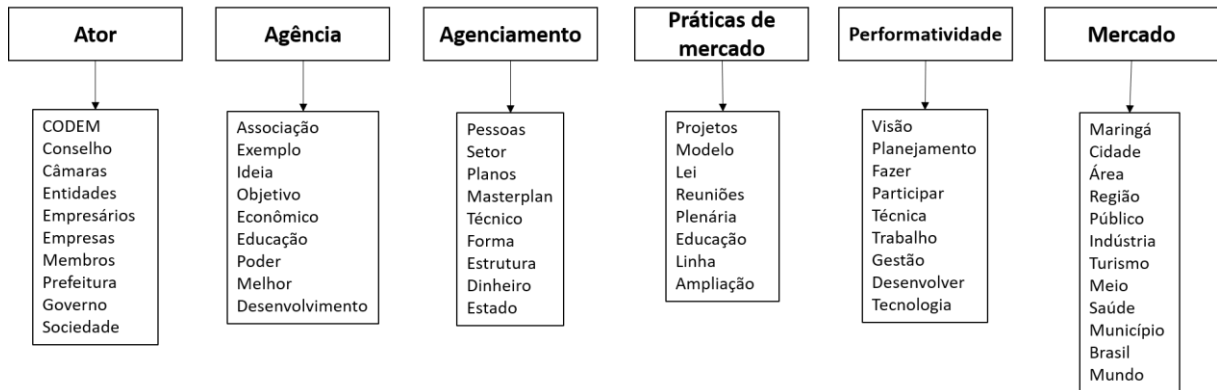 Ator
CODEM
Conselho
Câmaras
Entidades
Empresários
Empresas
Membros
Prefeitura
Governo
Sociedade
Agência
Associação
Exemplo
Ideia
Objetivo
Econômico
Educação
Poder
Melhor
Desenvolvimento
Agenciamento
Pessoas
Setor
Planos
Masterplan
Técnico
Forma
Estrutura
Dinheiro
Estado
Práticas de
mercado
Projetos
Modelo
Lei
Reuniões
Plenária
Educação
Linha
Ampliação
Performatividade
Visão
Planejamento
Fazer
Participar
Técnica
Trabalho
Gestão
Desenvolver
Tecnologia
Mercado
Maringá
Cidade
Área
Região
Público
Indústria
Turismo
Meio
Saúde
Município
Brasil
Mundo